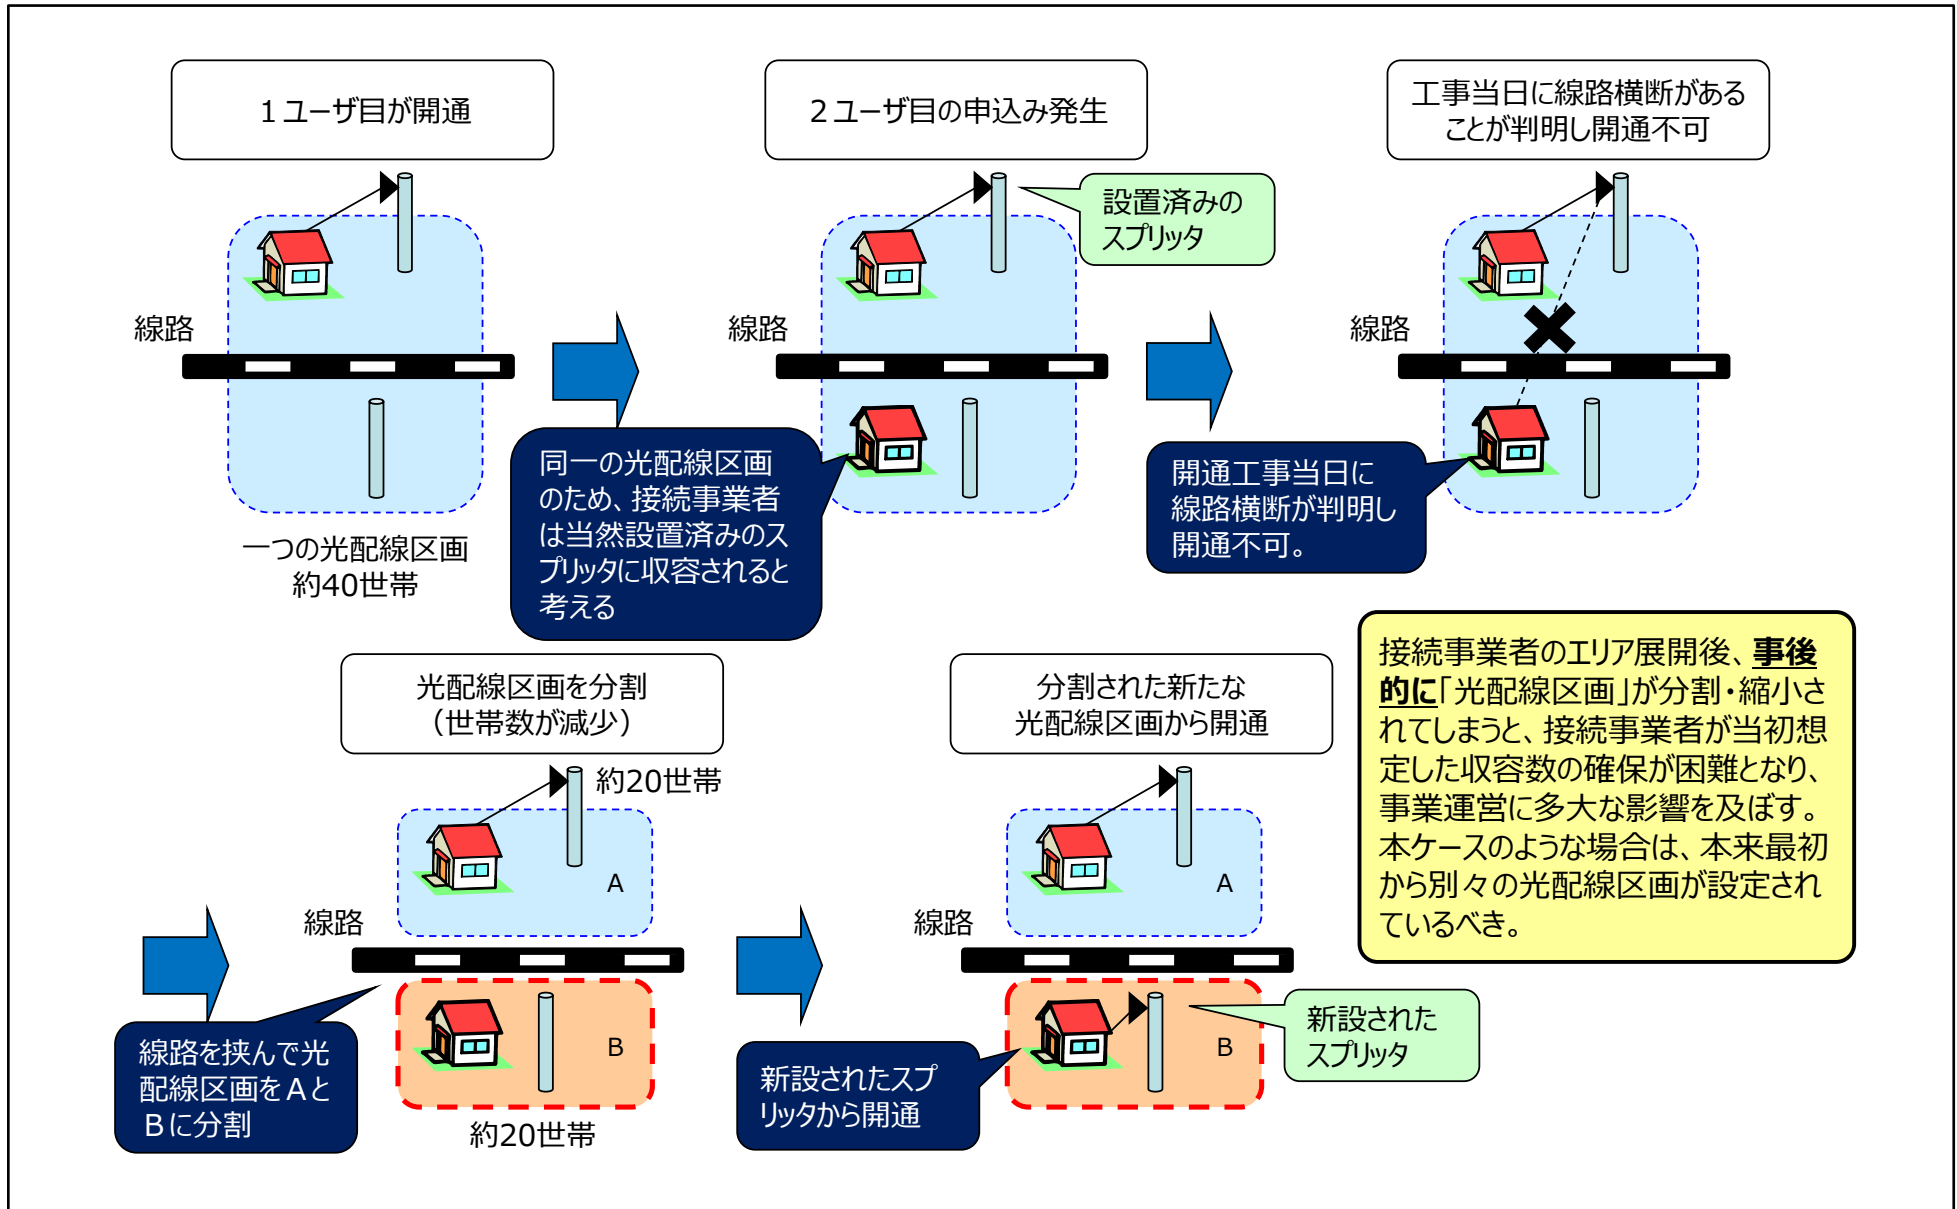 1ユーザ目が開通
2ユーザ目の申込み発生
工事当日に線路横断がある
ことが判明し開通不可
設置済みの
スプリッタ
線路
線路
線路
同一の光配線区画
のため、接続事業者
は当然設置済みのス
プリッタに収容されると
考える
開通工事当日に
線路横断が判明し
開通不可。
一つの光配線区画
約40世帯
光配線区画を分割
（世帯数が減少）
分割された新たな
光配線区画から開通
接続事業者のエリア展開後、事後
的に「光配線区画」が分割・縮小さ
れてしまうと、接続事業者が当初想
定した収容数の確保が困難となり、
事業運営に多大な影響を及ぼす。
本ケースのような場合は、本来最初
から別々の光配線区画が設定され
ているべき。
約20世帯
A
A
線路
線路
線路を挟んで光
配線区画をAと
Bに分割
B
約20世帯
新設されたスプ
リッタから開通
B
新設された
スプリッタ